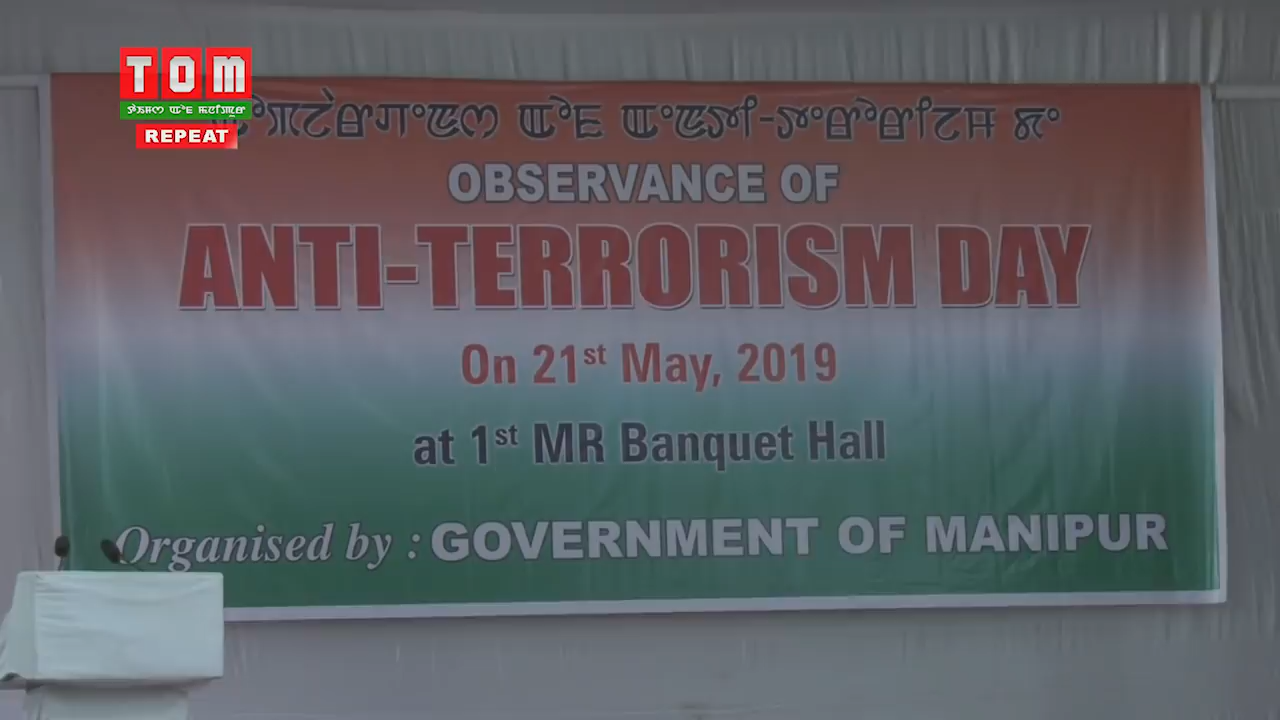 TOM
REPEAT
OBSERVANCE OF
ANTI-TERRORISM DAY
On 21st May, 2019
at 1st MR Banquet Hall
Organised by : GOVERNMENT OF MANIPUR